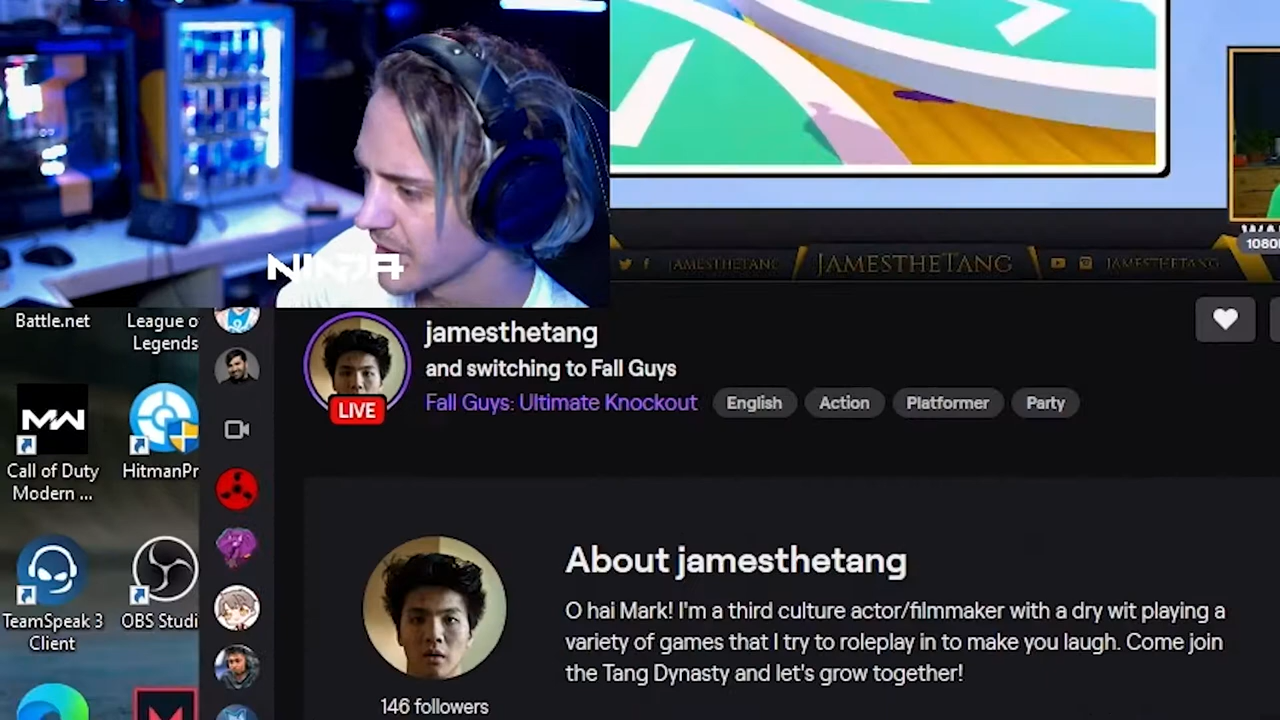 NINJA
JAMESTHETANG
JAMESTHETANG
JAMESTHETANG
1080
Battle.net
League o
Legends
Call of Duty
Modern ...
HitmanPr
TeamSpeak 3
Client
OBS Studi
LIVE
jamesthetang
and switching to Fall Guys
Fall Guys: Ultimate Knockout
English
Action
Platformer
Party
About jamesthetang
O hai Mark! I'm a third culture actor/filmmaker with a dry wit playing a
variety of games that I try to roleplay in to make you laugh. Come join
the Tang Dynasty and let's grow together!
146 followers